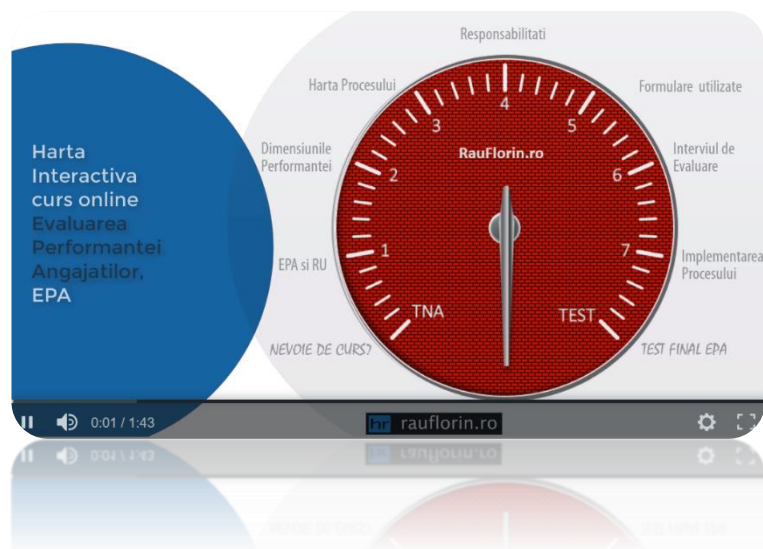 Harta
Interactiva
curs online
Evaluarea
Performantei
Angajatilor,
EPA
Responsabilitati
Harta Procesului
Formulare utilizate
Dimensiunile
Performantei
Interviul de
Evaluare
EPA si RU
Implementarea
Procesului
NEVOIE DE CURS?
TEST FINAL EPA
RauFlorin.ro
TNA
1
2
3
4
5
6
7
TEST
0:01 / 1:43
hr rauflorin.ro